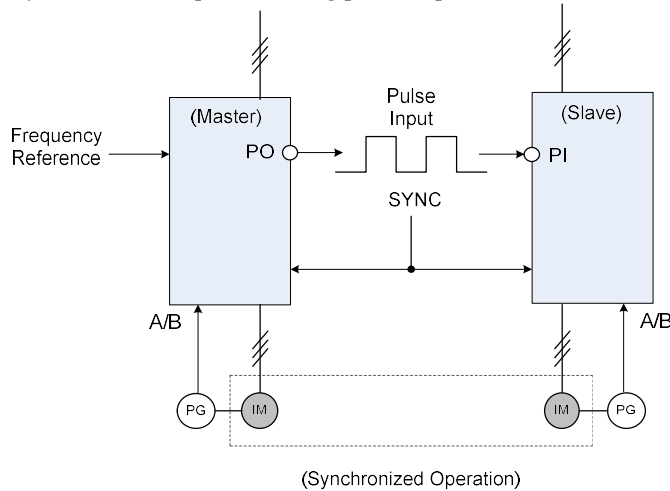 (Master)
(Slave)
Pulse
Input
Frequency
Reference
PO
PI
SYNC
A/B
A/B
PG
IM
IM
PG
(Synchronized Operation)